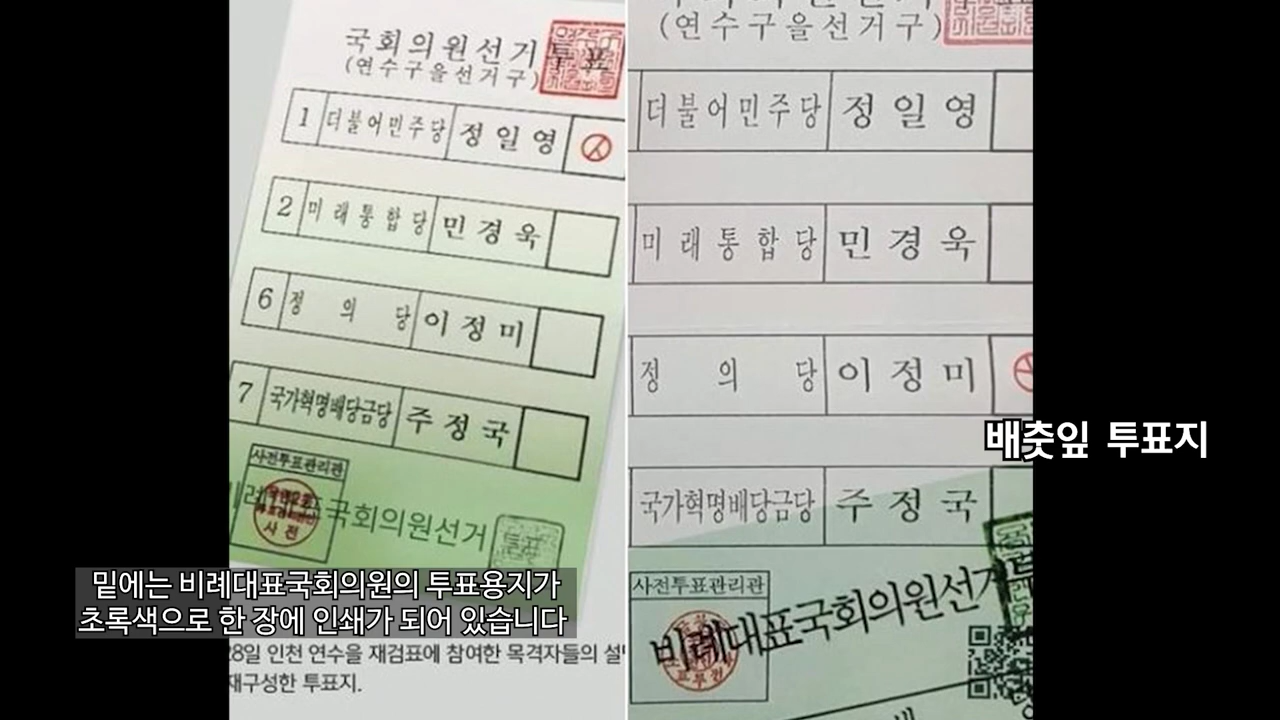 국회의원선거투표
(연수구을선거구)
1 더불어민주당 정일영
2 미래통합당 민경욱
6 정의당 이정미
7 국가혁명배당금당 주정국
사전투표관리관
사전
비례대표국회의원선거
투표
밑에는 비례대표국회의원의 투표용지가
초록색으로 한 장에 인쇄가 되어 있습니다
28일 인천 연수을 재검표에 참여한 목격자들의 설
재구성한 투표지.
(연수구을선거구)
더불어민주당 정일영
미래통합당 민경욱
정의당 이정미
배춧잎 투표지
국가혁명배당금당 주정국
사전투표관리관
비례대표국회의원선거